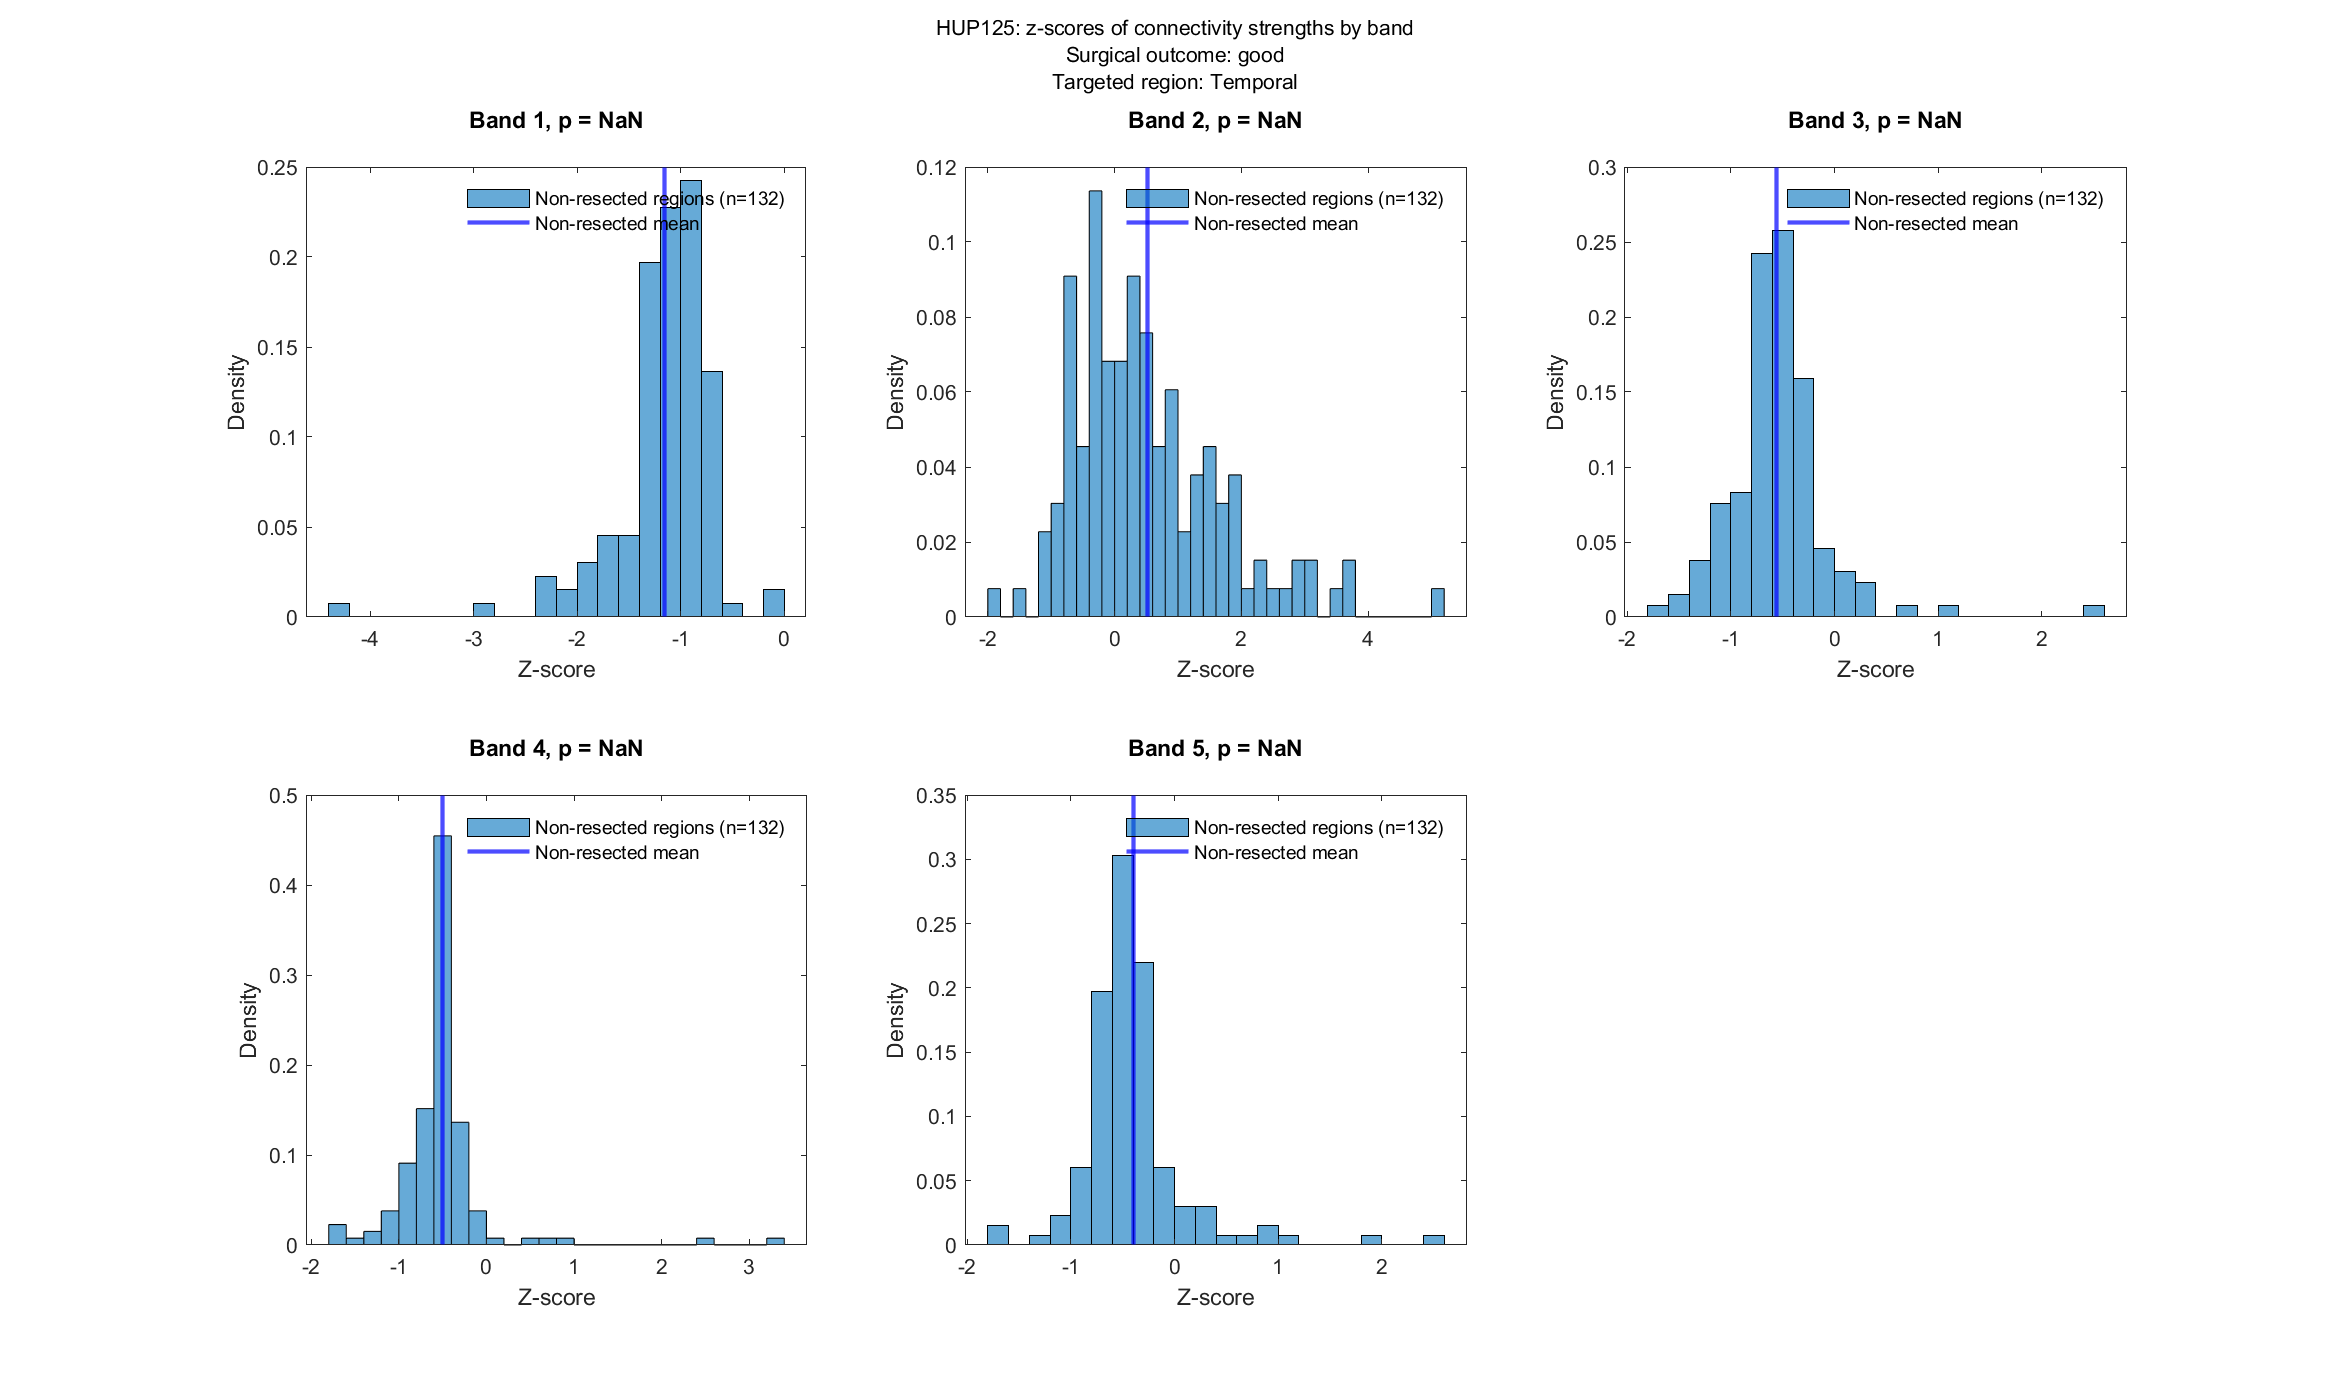 HUP125: z-scores of connectivity strengths by band
Surgical outcome: good
Targeted region: Temporal
Band 1, p = NaN
0.25
0.2
0.15
0.1
0.05
0
Density
Non-resected regions (n=132)
Non-resected mean
-4 -3 -2 -1 0
Z-score
Band 2, p = NaN
0.12
0.1
0.08
0.06
0.04
0.02
0
Density
Non-resected regions (n=132)
Non-resected mean
-2 0 2 4
Z-score
Band 3, p = NaN
0.3
0.25
0.2
0.15
0.1
0.05
0
Density
Non-resected regions (n=132)
Non-resected mean
-2 -1 0 1 2
Z-score
Band 4, p = NaN
0.5
0.4
0.3
0.2
0.1
0
Density
Non-resected regions (n=132)
Non-resected mean
-2 -1 0 1 2 3
Z-score
Band 5, p = NaN
0.35
0.3
0.25
0.2
0.15
0.1
0.05
0
Density
Non-resected regions (n=132)
Non-resected mean
-2 -1 0 1 2
Z-score